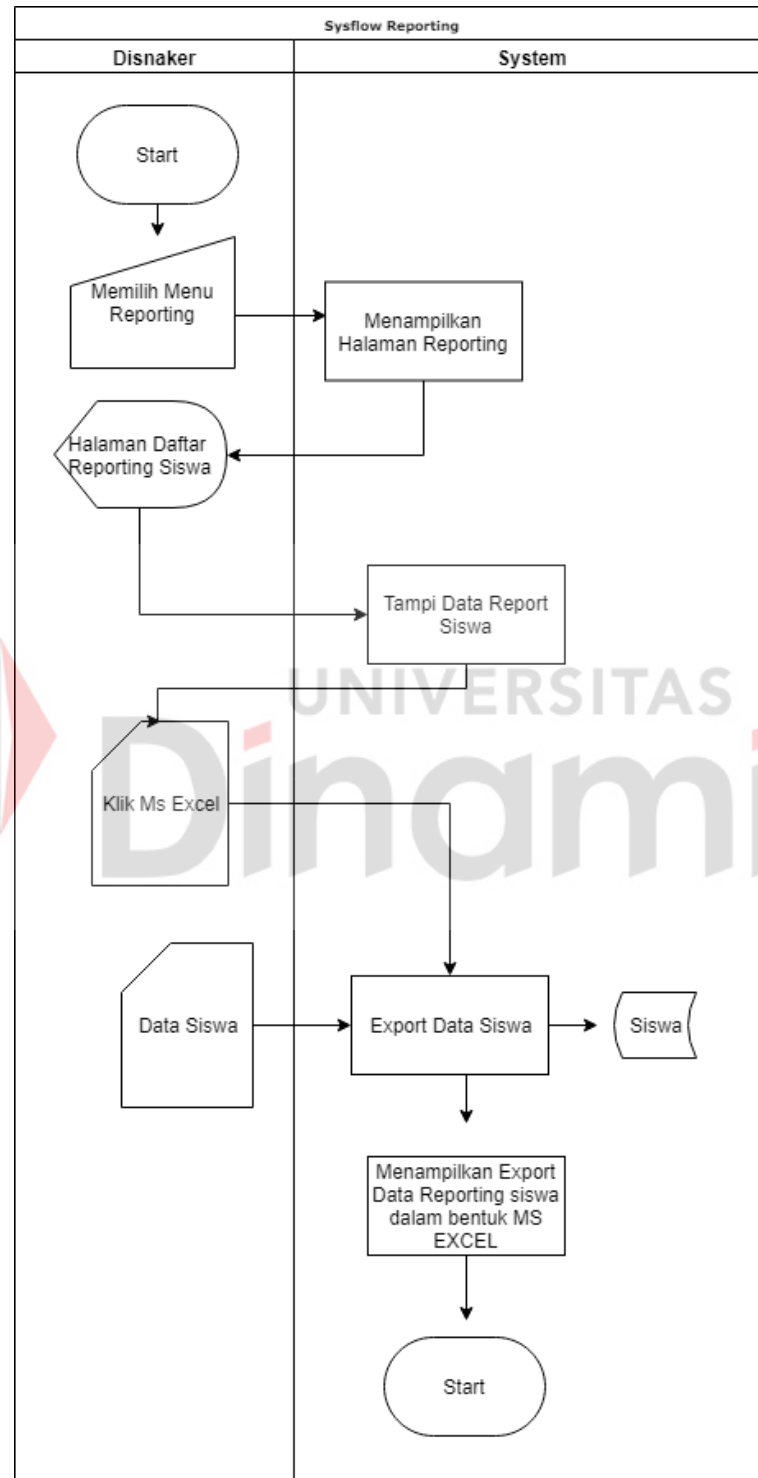 Sysflow Reporting
Disnaker
System
Start
Memilih Menu
Reporting
Menampilkan
Halaman Reporting
Halaman Daftar
Reporting Siswa
Tampi Data Report
Siswa
UNIVERSITAS
Dinami
Klik Ms Excel
Data Siswa
Export Data Siswa
Siswa
Menampilkan Export
Data Reporting siswa
dalam bentuk MS
EXCEL
Start